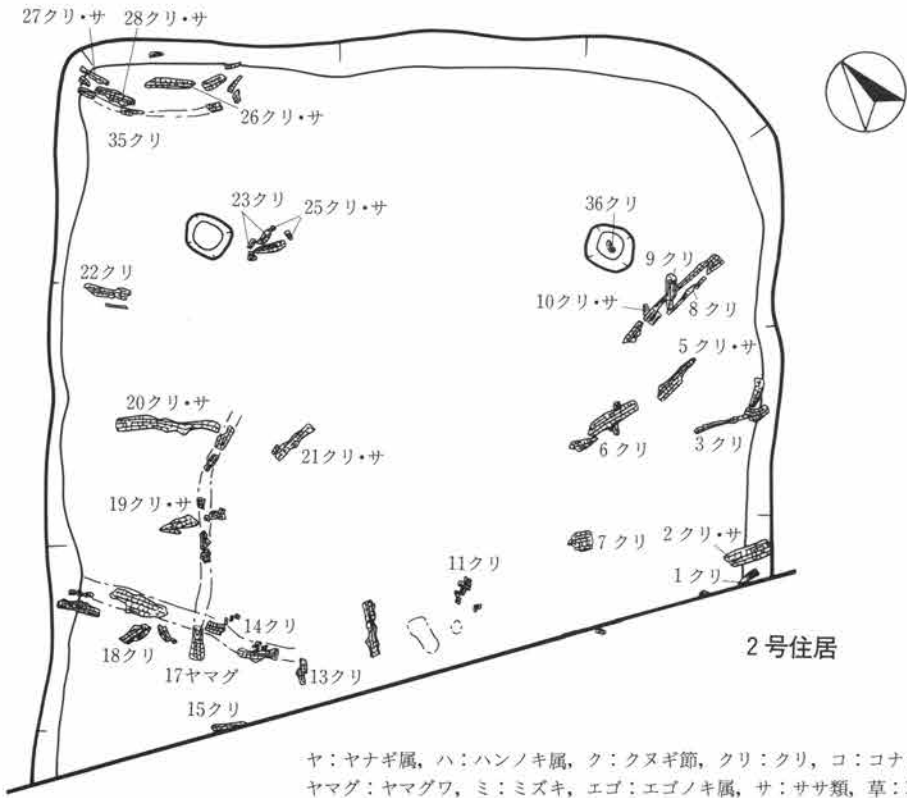 27クリ・サ
28クリ・サ
26クリ・サ
35クリ
23クリ
25クリ・サ
36クリ
22クリ
9クリ
8クリ
10クリ・サ
5クリ・サ
20クリ・サ
21クリ・サ
6クリ
3クリ
19クリ・サ
7クリ
2クリ・サ
11クリ
1クリ
14クリ
18クリ
17ヤマグ
13クリ
15クリ
2号住居
ヤ：ヤナギ属，ハ：ハンノキ属，ク：クヌギ節，クリ：クリ，コ：コナ
ヤマグ：ヤマグワ，ミ：ミズキ，エゴ：エゴノキ属，サ：ササ類，草：